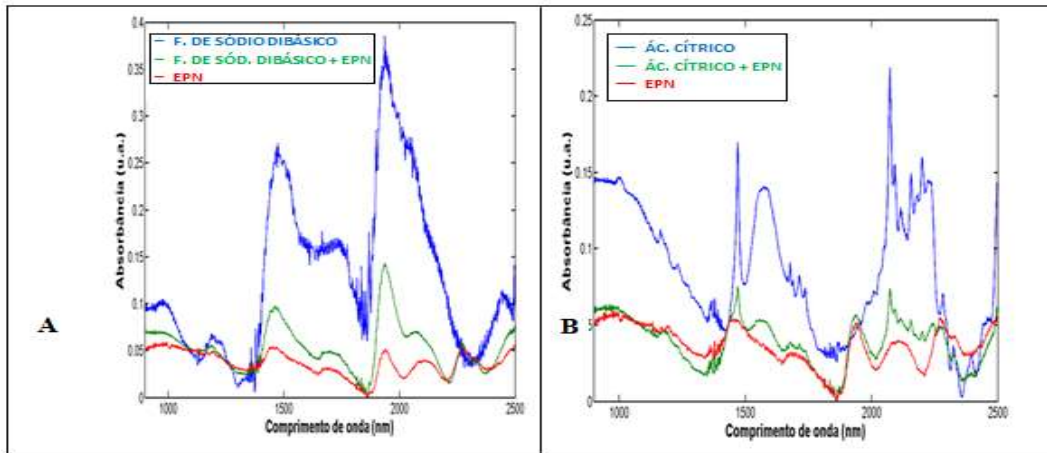 F. DE SÓDIO DIBÁSICO
F. DE SÓD. DIBÁSICO + EPN
EPN
Absorbância (u.a.)
0.4
0.35
0.3
0.25
0.2
0.15
0.1
0.05
0
1000 1500 2000 2500
Comprimento de onda (nm)
A
ÁC. CÍTRICO
ÁC. CÍTRICO + EPN
EPN
Absorbância (u.a.)
0.25
0.2
0.15
0.1
0
1000 1500 2000 2500
Comprimento de onda (nm)
B